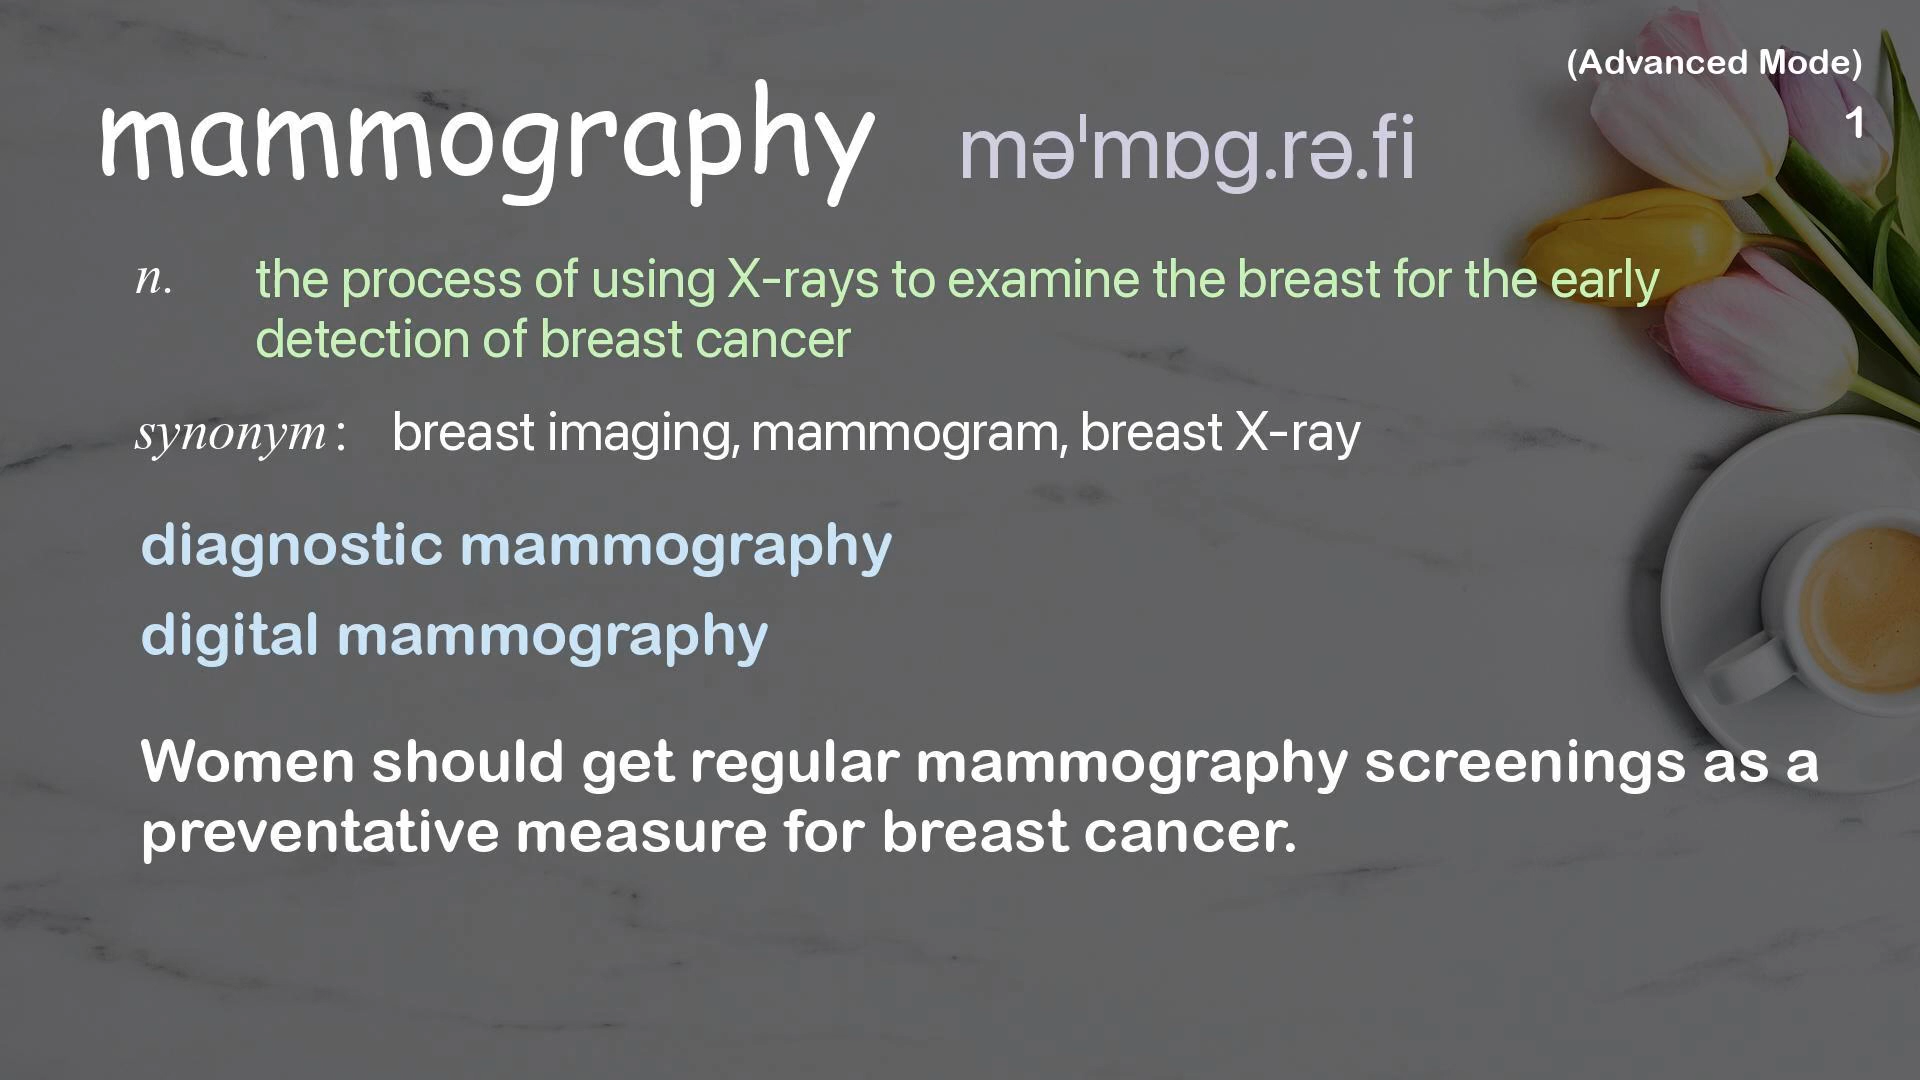 (Advanced Mode)
1
mammography məˈmɒg.rə.fi
n. the process of using X-rays to examine the breast for the early
detection of breast cancer
synonym: breast imaging, mammogram, breast X-ray
diagnostic mammography
digital mammography
Women should get regular mammography screenings as a
preventative measure for breast cancer.